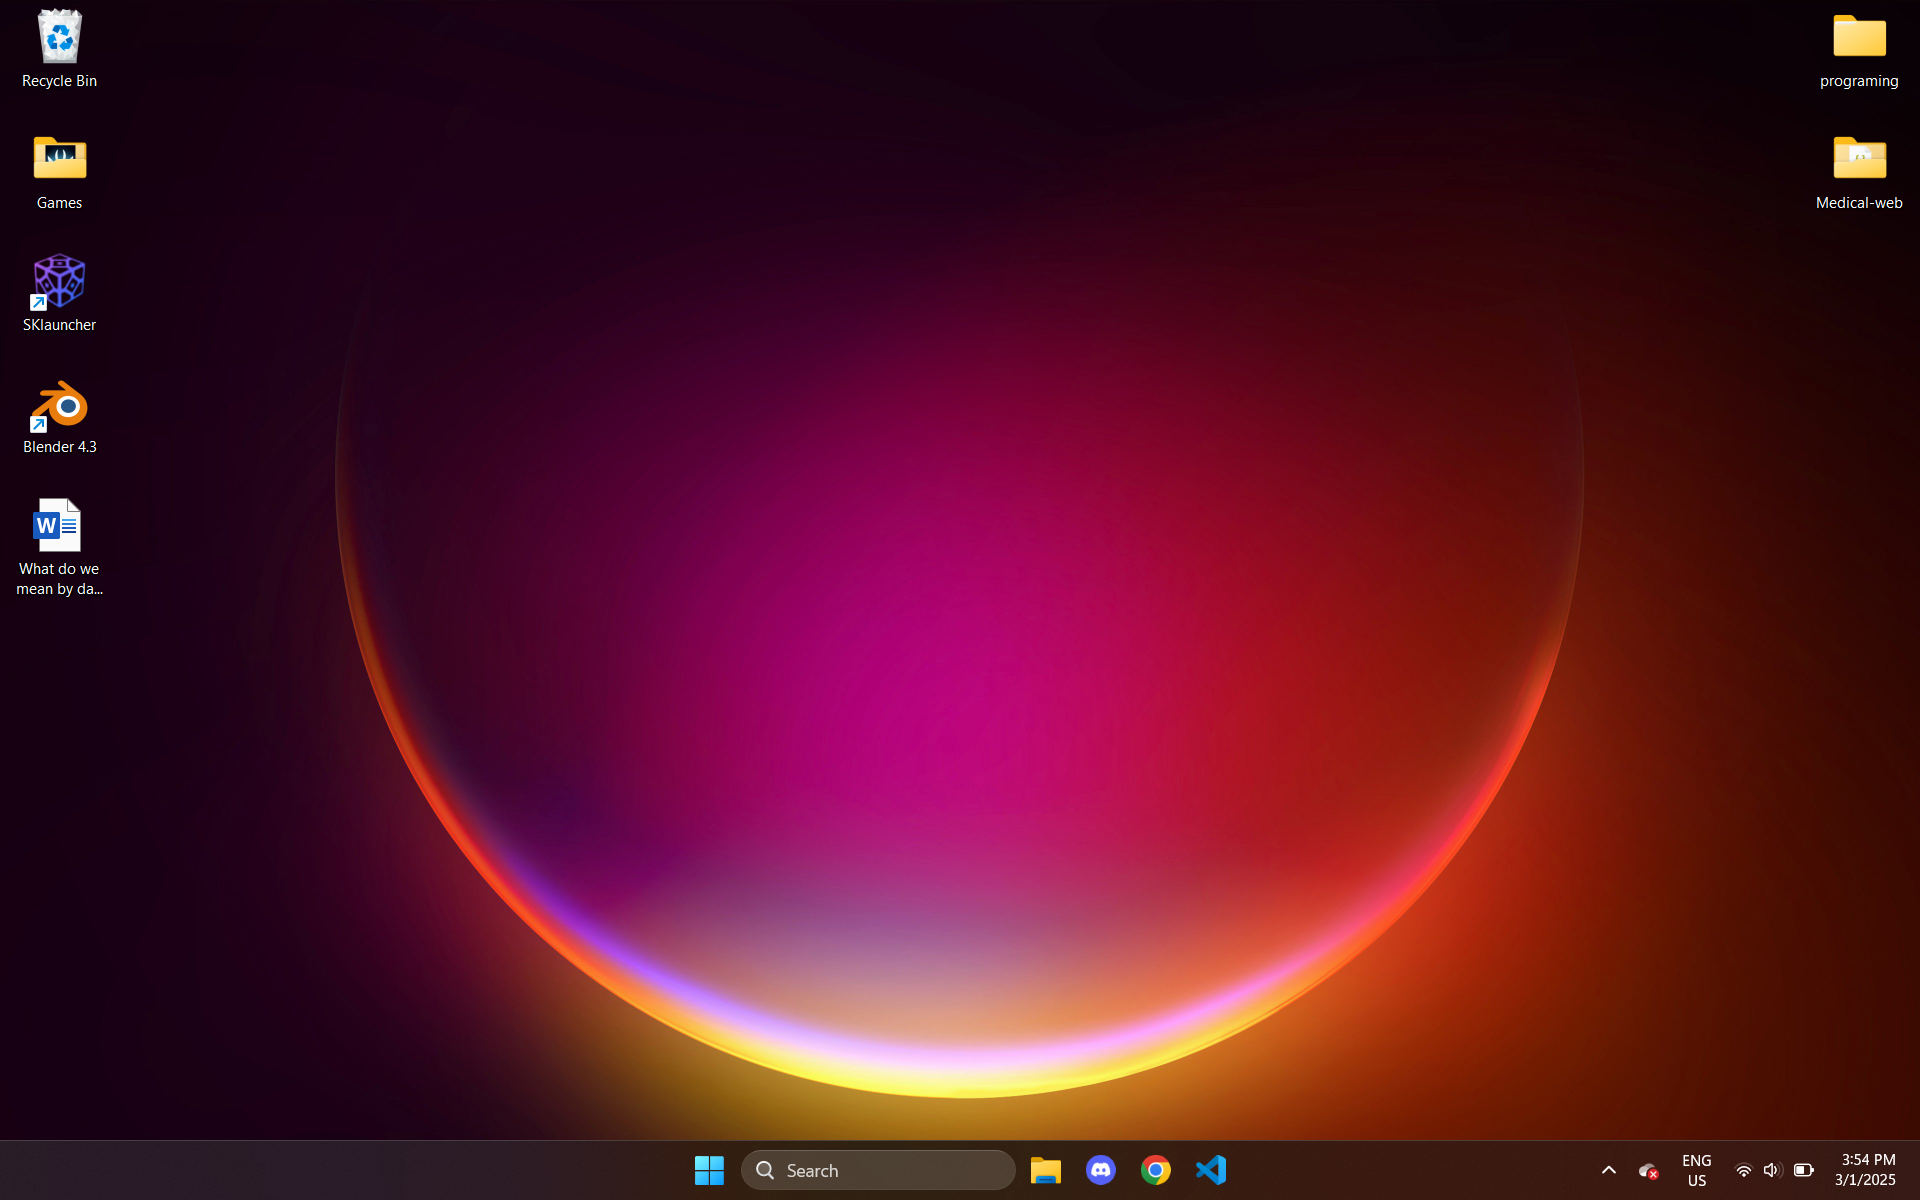 Recycle Bin
Games
SKlauncher
Blender 4.3
W
What do we
mean by da...
programing
Medical-web
Search
ENG
US
3:54 PM
3/1/2025